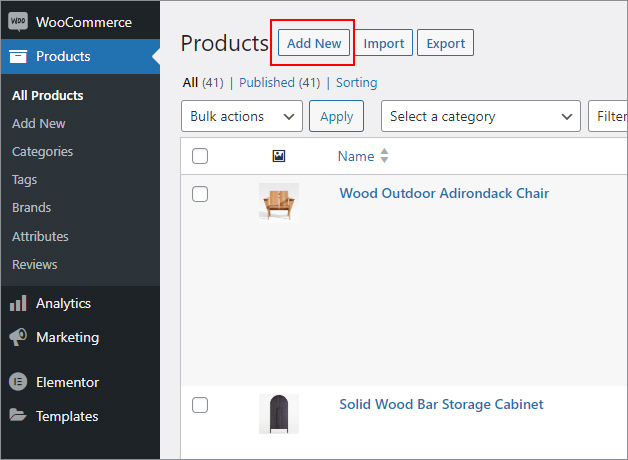 WOO
WooCommerce
Products
All Products
Add New
Categories
Tags
Brands
Attributes
Reviews
Analytics
Marketing
Elementor
Templates
Products Add New Import Export
All (41) | Published (41) | Sorting
Bulk actions Apply Select a category Filter
Name
Wood Outdoor Adirondack Chair
Solid Wood Bar Storage Cabinet